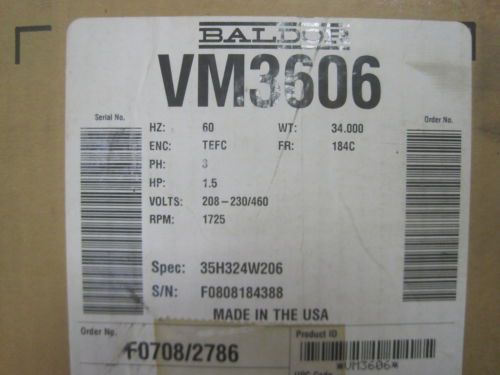 BALDOR
VM3606
Serial No.
Order No.
HZ: 60 WT: 34.000
ENC: TEFC FR: 184C
PH: 3
HP: 1.5
VOLTS: 208-230/460
RPM: 1725
Spec: 35H324W206
S/N: F0808184388
MADE IN THE USA
Order No. Product ID
F0708/2786
*VM3606*
UPC Code